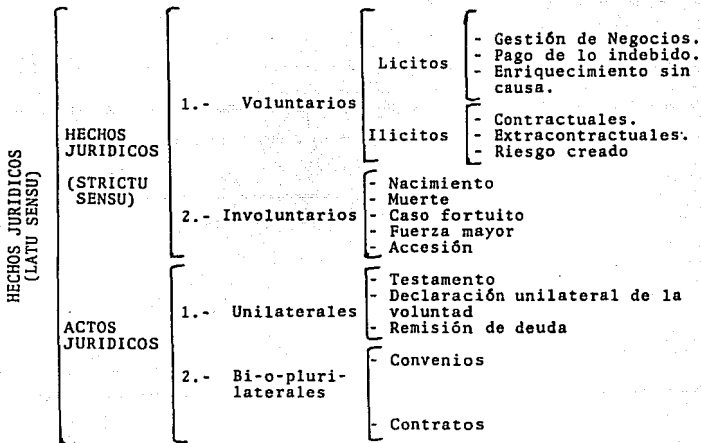 HECHOS JURIDICOS
(LATU SENSU)
HECHOS
JURIDICOS
(STRICTU
SENSU)
1.- Voluntarios
Licitos
- Gestión de Negocios.
- Pago de lo indebido.
- Enriquecimiento sin
causa.
Ilicitos
- Contractuales.
- Extracontractuales.
- Riesgo creado
2.- Involuntarios
- Nacimiento
- Muerte
- Caso fortuito
- Fuerza mayor
- Accesión
ACTOS
JURIDICOS
1.- Unilaterales
- Testamento
- Declaración unilateral de la
voluntad
- Remisión de deuda
2.- Bi-o-pluri-
laterales
- Convenios
- Contratos